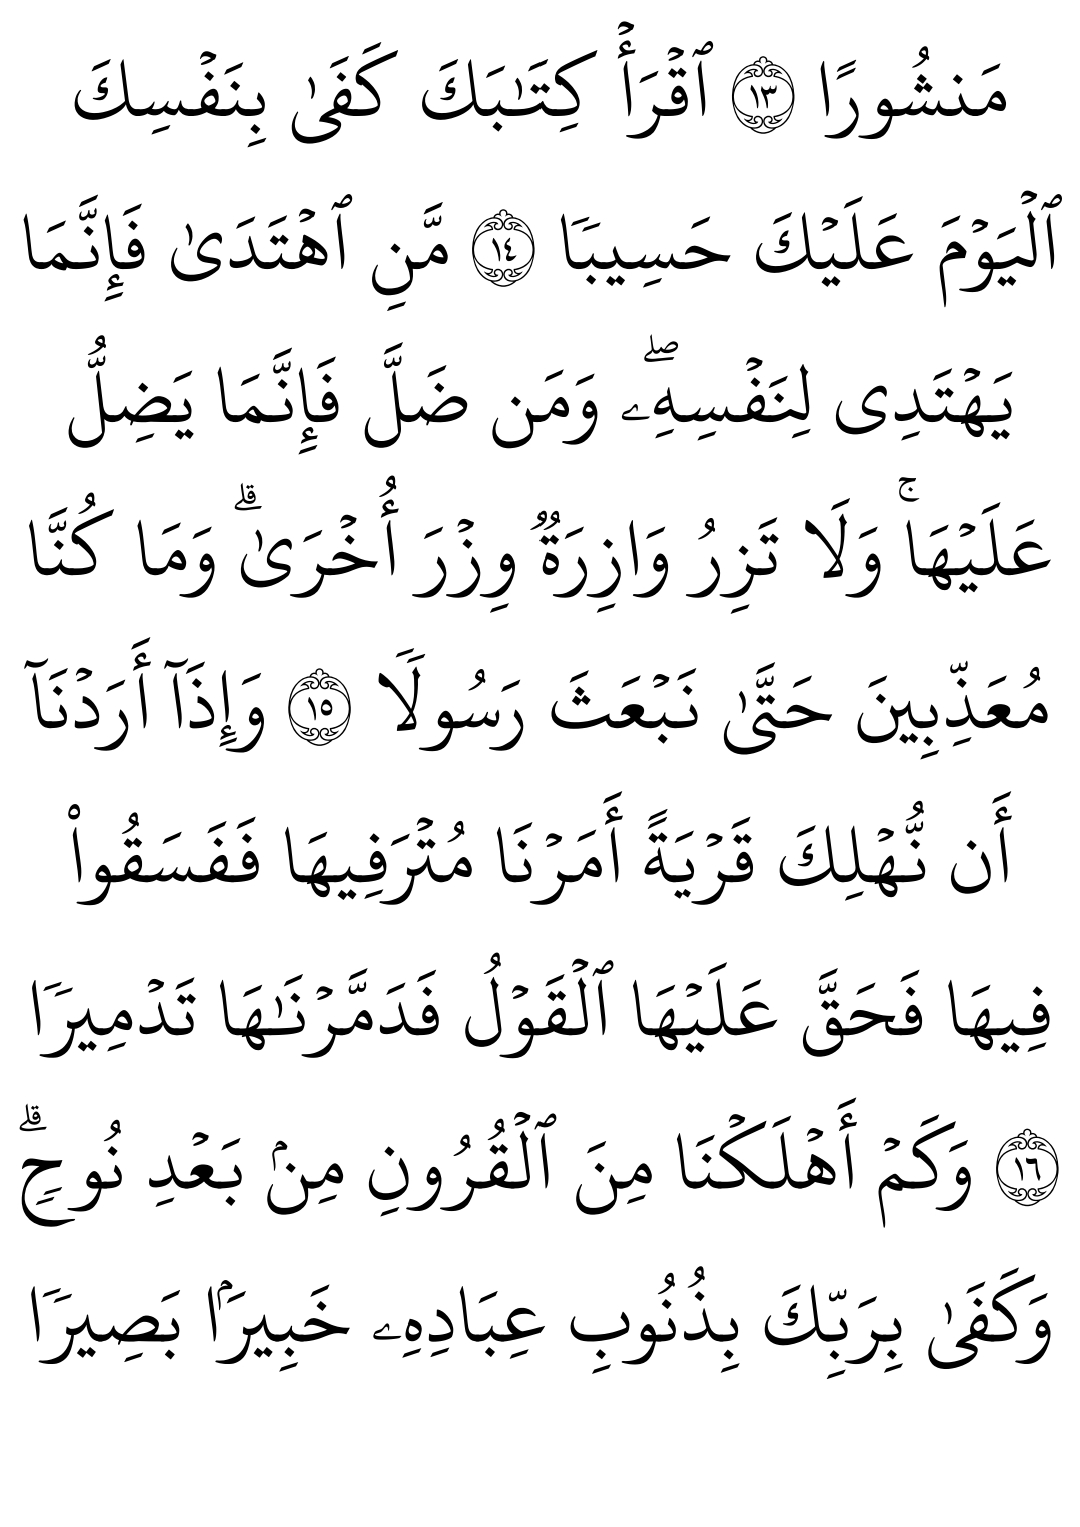 مَنشُورًا ١٣ ٱقۡرَأۡ كِتَٰبَكَ كَفَىٰ بِنَفۡسِكَ
ٱلۡيَوۡمَ عَلَيۡكَ حَسِيبٗا ١٤ مَّنِ ٱهۡتَدَىٰ فَإِنَّمَا
يَهۡتَدِي لِنَفۡسِهِۦۖ وَمَن ضَلَّ فَإِنَّمَا يَضِلُّ
عَلَيۡهَاۚ وَلَا تَزِرُ وَازِرَةٞ وِزۡرَ أُخۡرَىٰۗ وَمَا كُنَّا
مُعَذِّبِينَ حَتَّىٰ نَبۡعَثَ رَسُولٗا ١٥ وَإِذَآ أَرَدۡنَآ
أَن نُّهۡلِكَ قَرۡيَةً أَمَرۡنَا مُتۡرَفِيهَا فَفَسَقُواْ
فِيهَا فَحَقَّ عَلَيۡهَا ٱلۡقَوۡلُ فَدَمَّرۡنَٰهَا تَدۡمِيرٗا
١٦ وَكَمۡ أَهۡلَكۡنَا مِنَ ٱلۡقُرُونِ مِنۢ بَعۡدِ نُوحٖۗ
وَكَفَىٰ بِرَبِّكَ بِذُنُوبِ عِبَادِهِۦ خَبِيرَۢا بَصِيرٗا